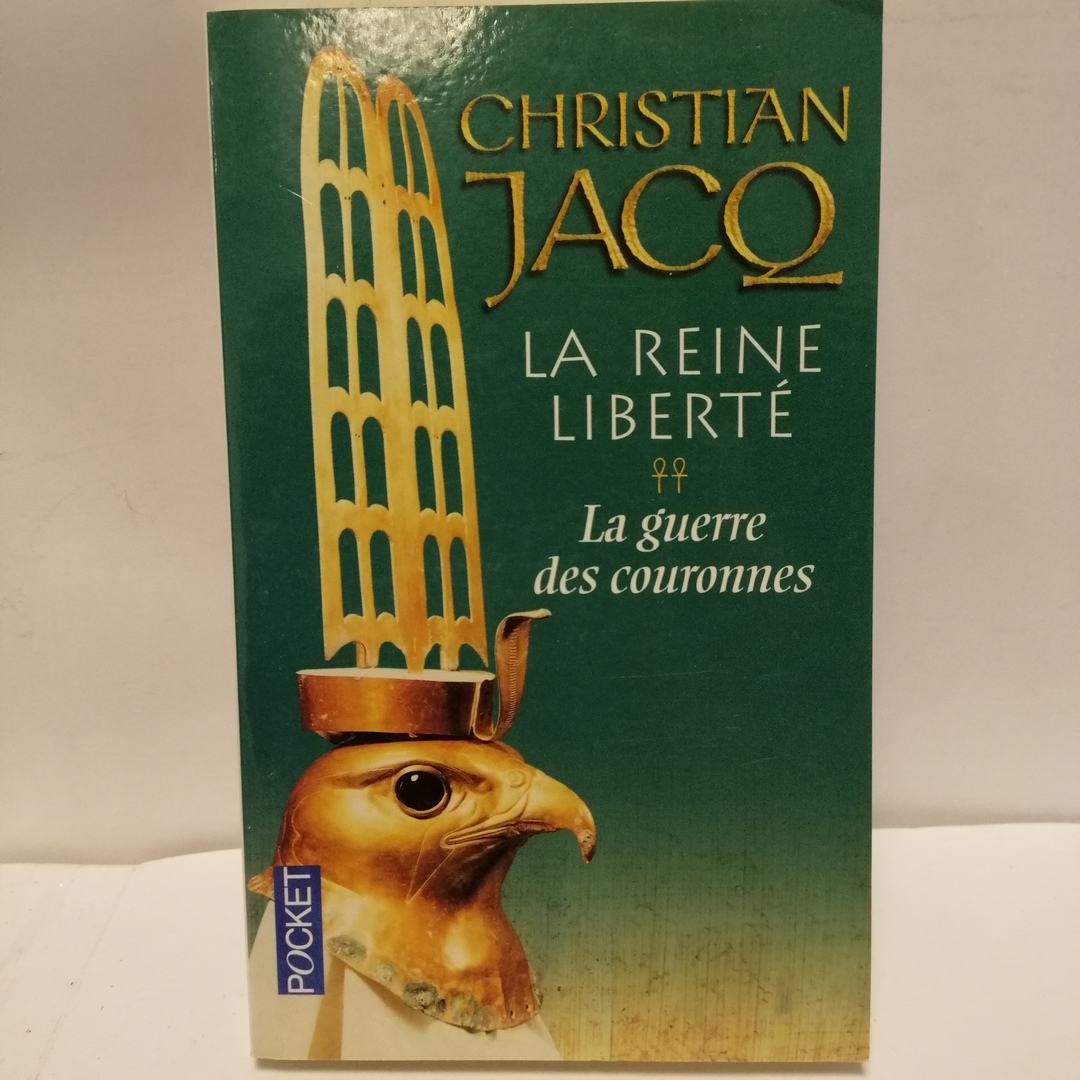 CHRISTIAN
JACQ
LA REINE
LIBERTÉ
La guerre
des couronnes
POCKET